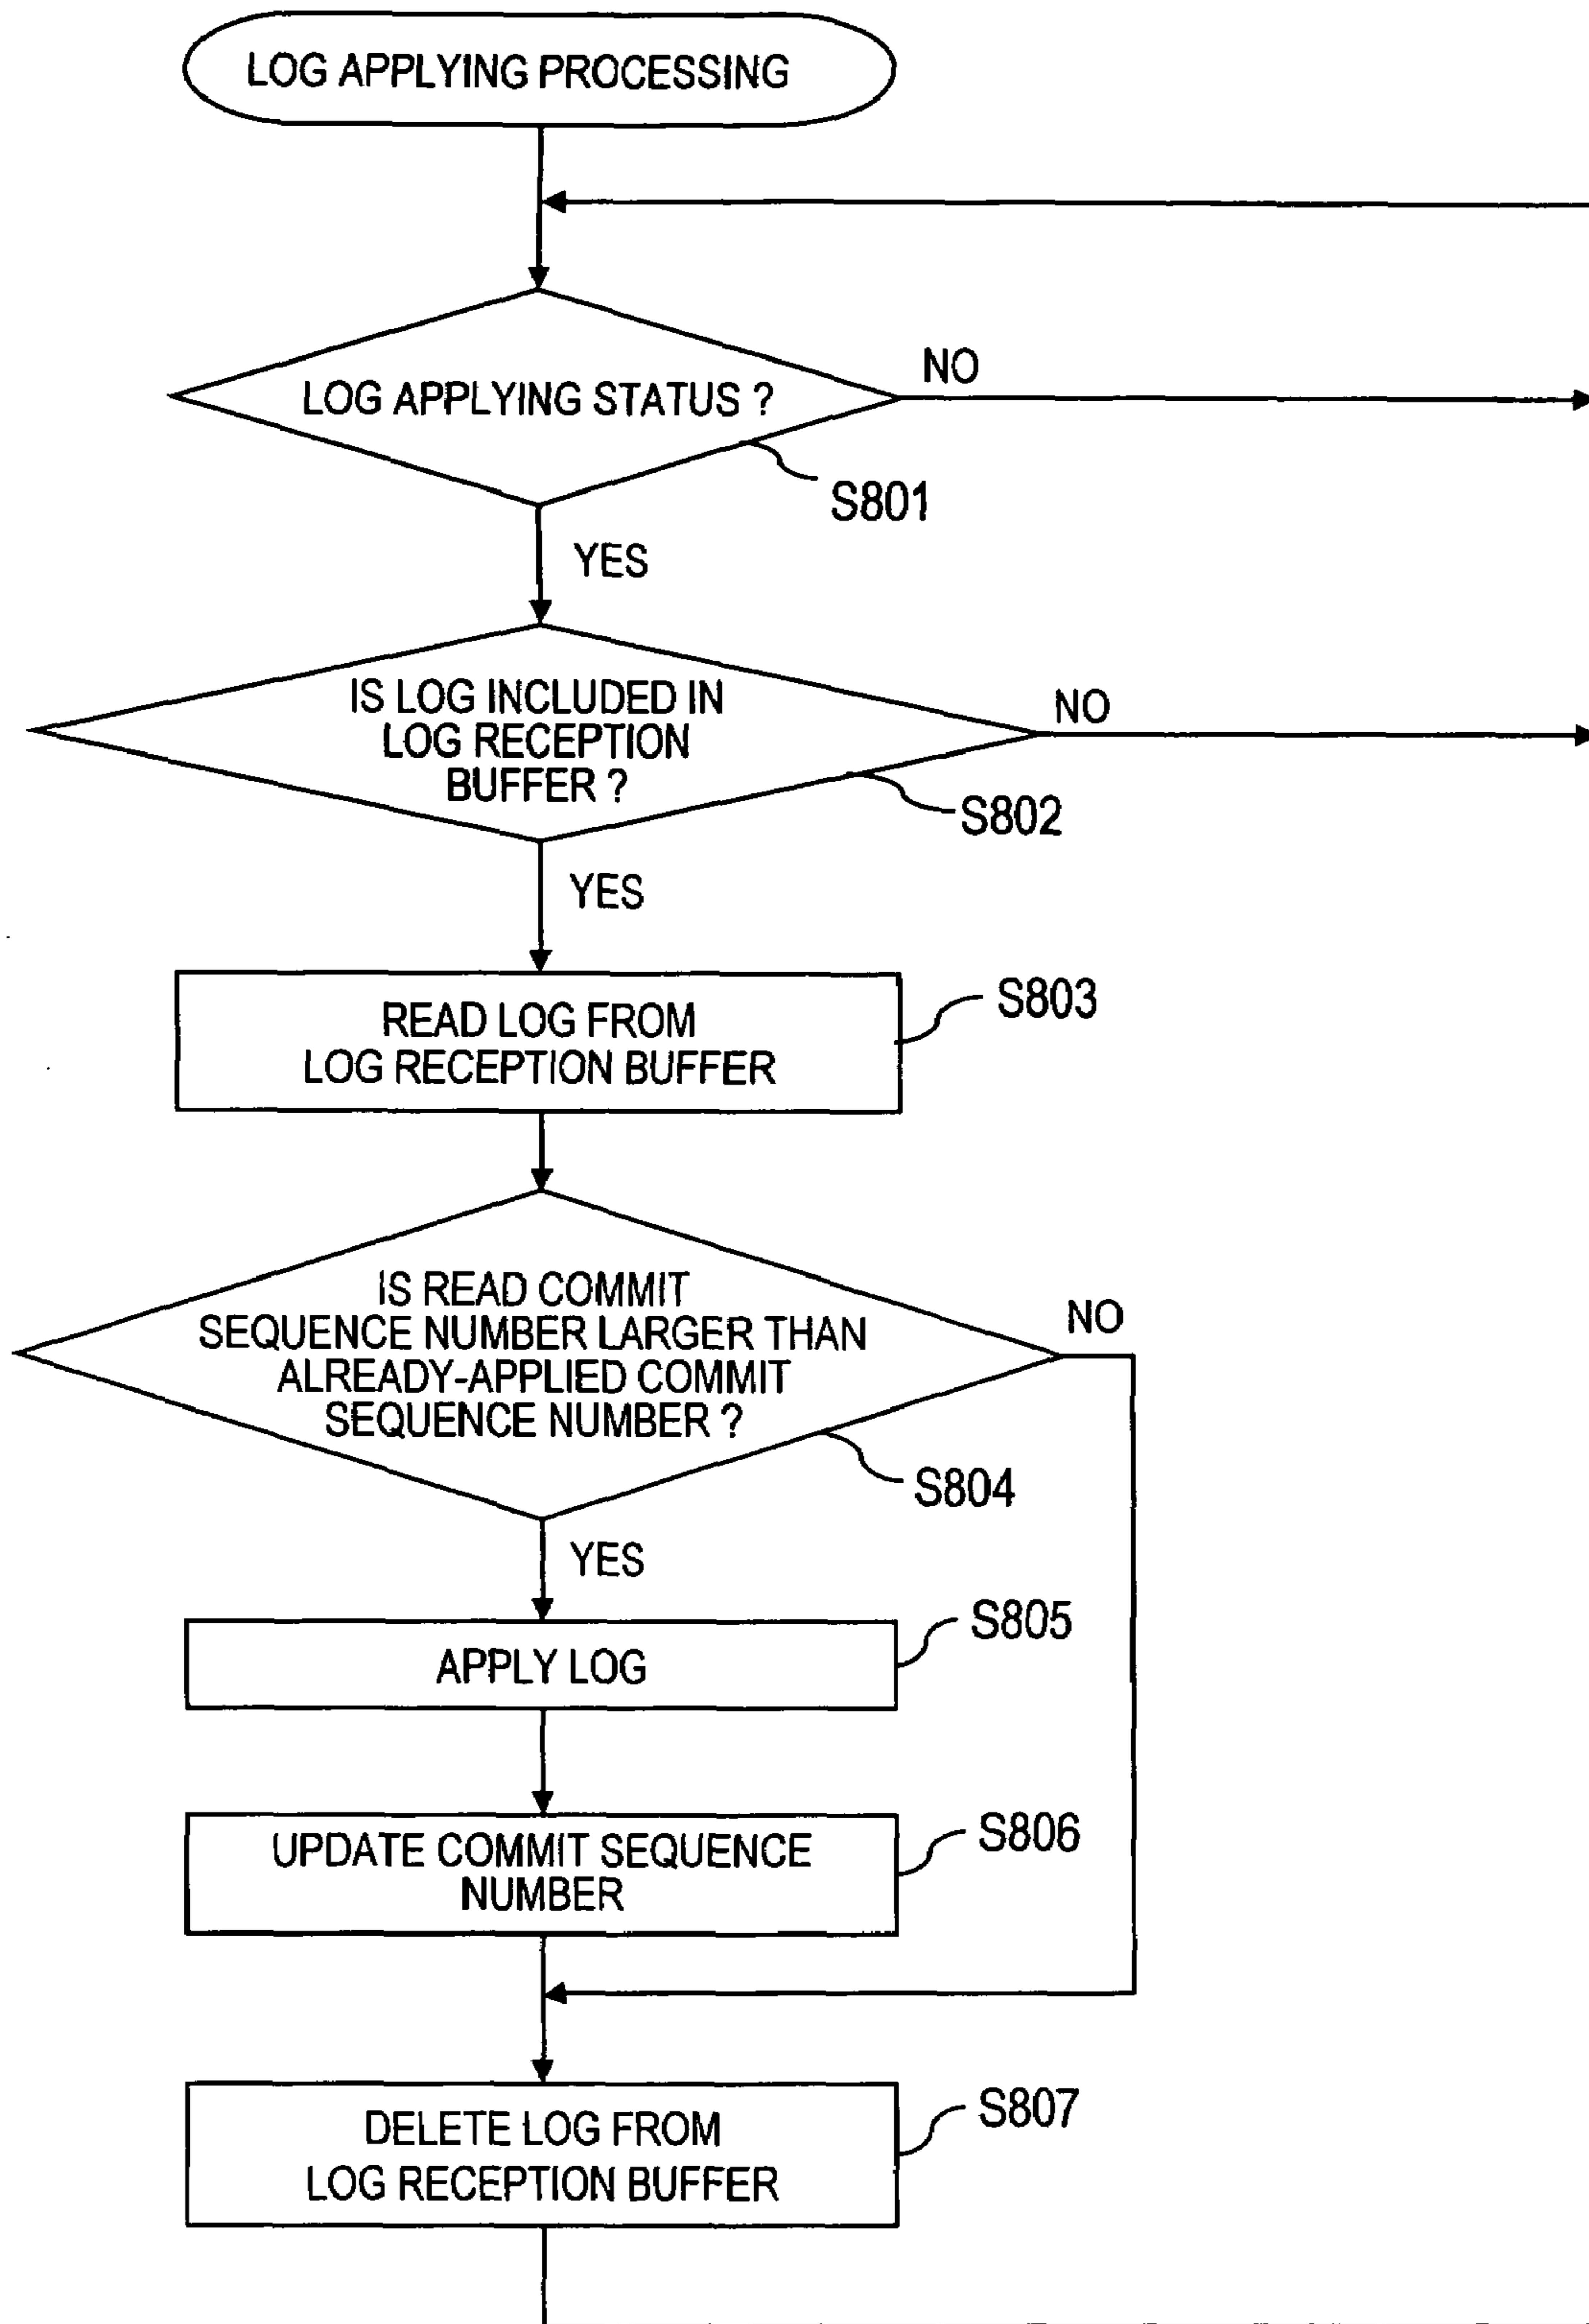 LOG APPLYING PROCESSING
LOG APPLYING STATUS ?
NO
S801
YES
IS LOG INCLUDED IN
LOG RECEPTION
BUFFER ?
NO
S802
YES
READ LOG FROM
LOG RECEPTION BUFFER
S803
IS READ COMMIT
SEQUENCE NUMBER LARGER THAN
ALREADY-APPLIED COMMIT
SEQUENCE NUMBER ?
NO
S804
YES
APPLY LOG
S805
UPDATE COMMIT SEQUENCE
NUMBER
S806
DELETE LOG FROM
LOG RECEPTION BUFFER
S807